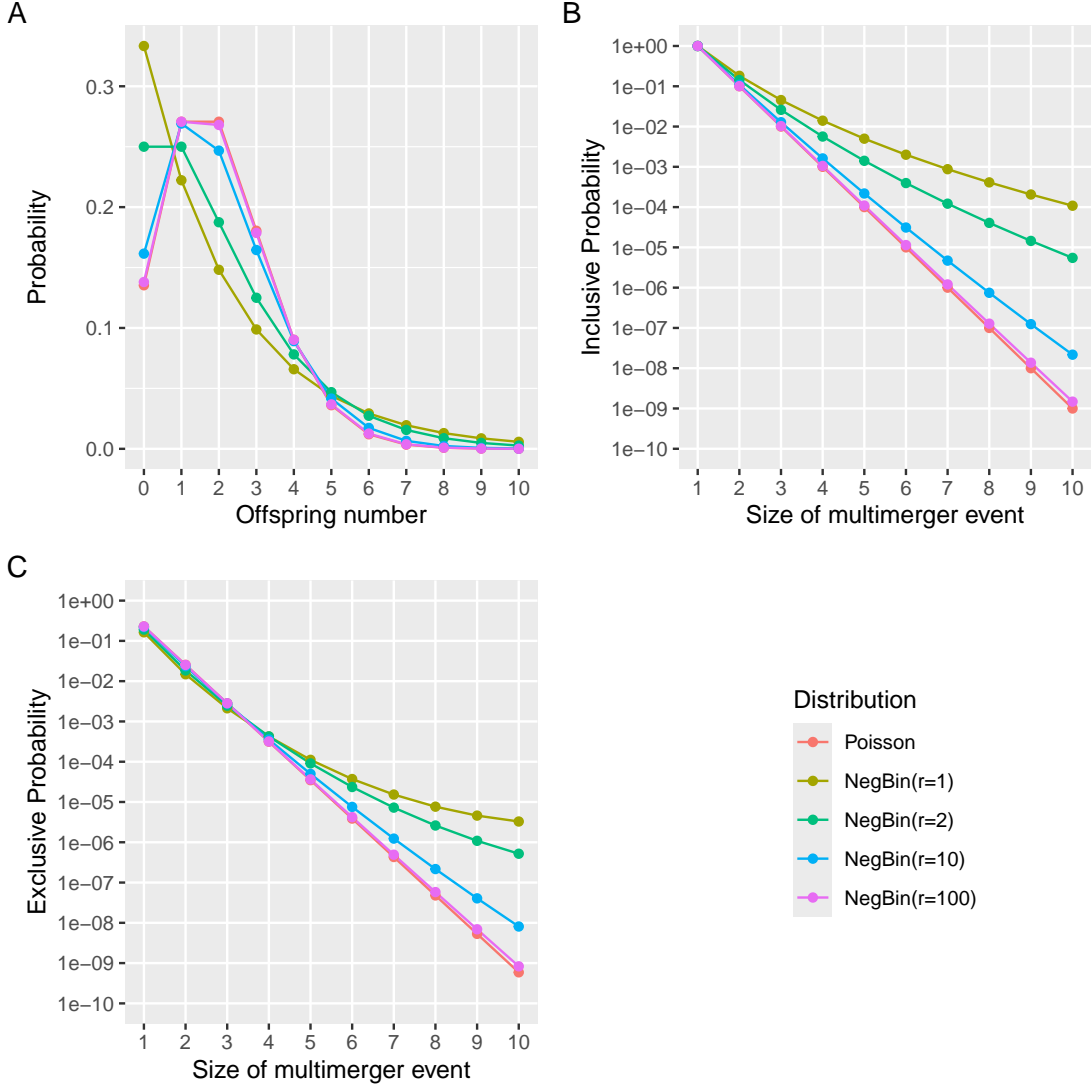 A
0.3
0.2
0.1
0.0
Probability
0 1 2 3 4 5 6 7 8 9 10
Offspring number
B
1e+00
1e−01
1e−02
1e−03
1e−04
1e−05
1e−06
1e−07
1e−08
1e−09
1e−10
Inclusive Probability
1 2 3 4 5 6 7 8 9 10
Size of multimerger event
C
1e+00
1e−01
1e−02
1e−03
1e−04
1e−05
1e−06
1e−07
1e−08
1e−09
1e−10
Exclusive Probability
1 2 3 4 5 6 7 8 9 10
Size of multimerger event
Distribution
Poisson
NegBin(r=1)
NegBin(r=2)
NegBin(r=10)
NegBin(r=100)